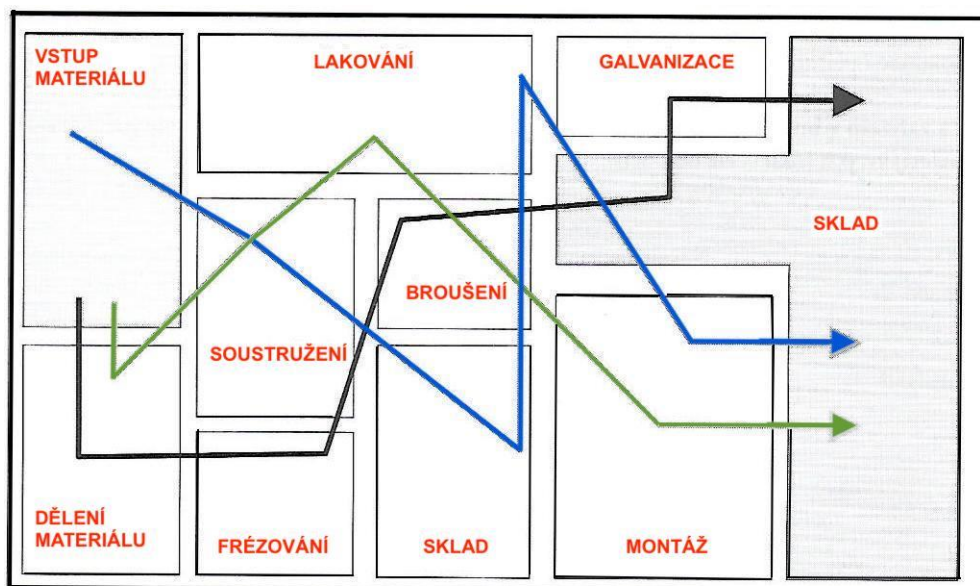 VSTUP
MATERIÁLU
LAKOVÁNÍ
GALVANIZACE
SKLAD
BROUŠENÍ
SOUSTRUŽENÍ
DĚLENÍ
MATERIÁLU
FRÉZOVÁNÍ
SKLAD
MONTÁŽ